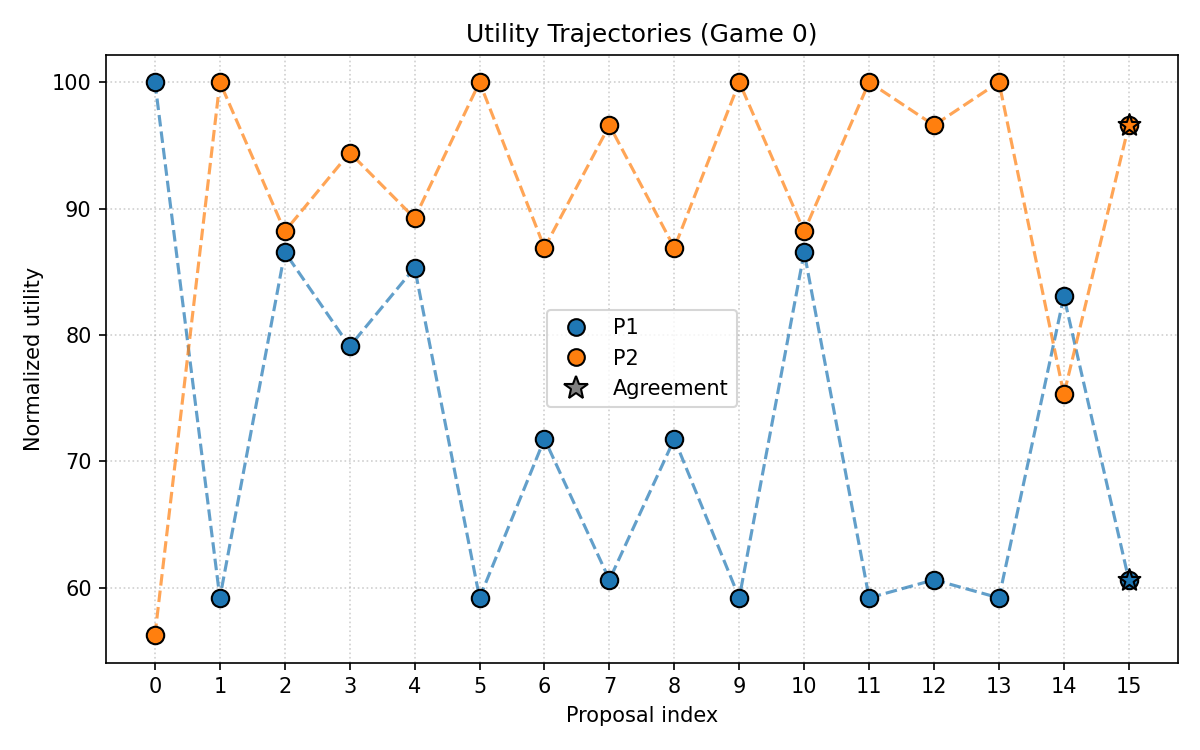 Utility Trajectories (Game 0)
Normalized utility
100
90
80
70
60
P1
P2
Agreement
0 1 2 3 4 5 6 7 8 9 10 11 12 13 14 15
Proposal index